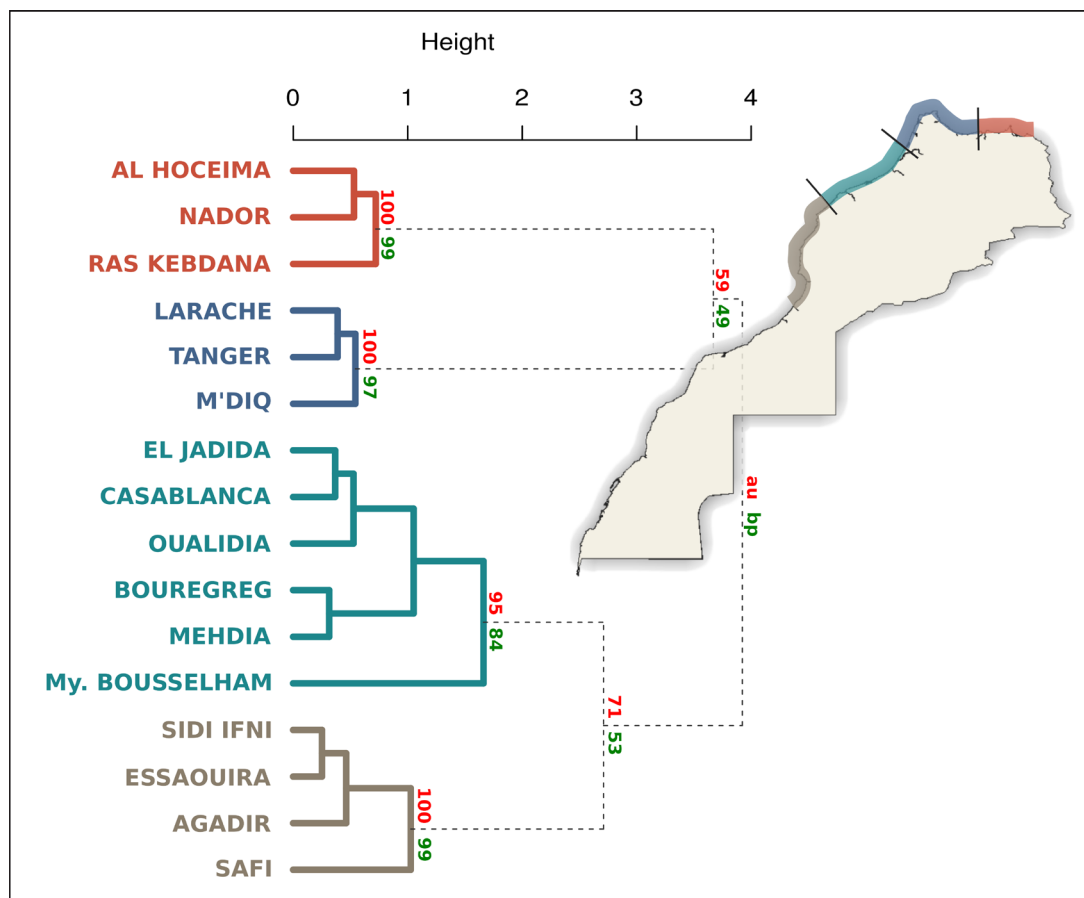 Height
0 1 2 3 4
AL HOCEIMA
NADOR
100 99
RAS KEBDANA
59 49
LARACHE
TANGER
100 97
M'DIQ
EL JADIDA
au bp
CASABLANCA
OUALIDIA
BOUREGREG
95 84
MEHDIA
My. BOUSSELHAM
71 53
SIDI IFNI
ESSAOUIRA
AGADIR
100 99
SAFI